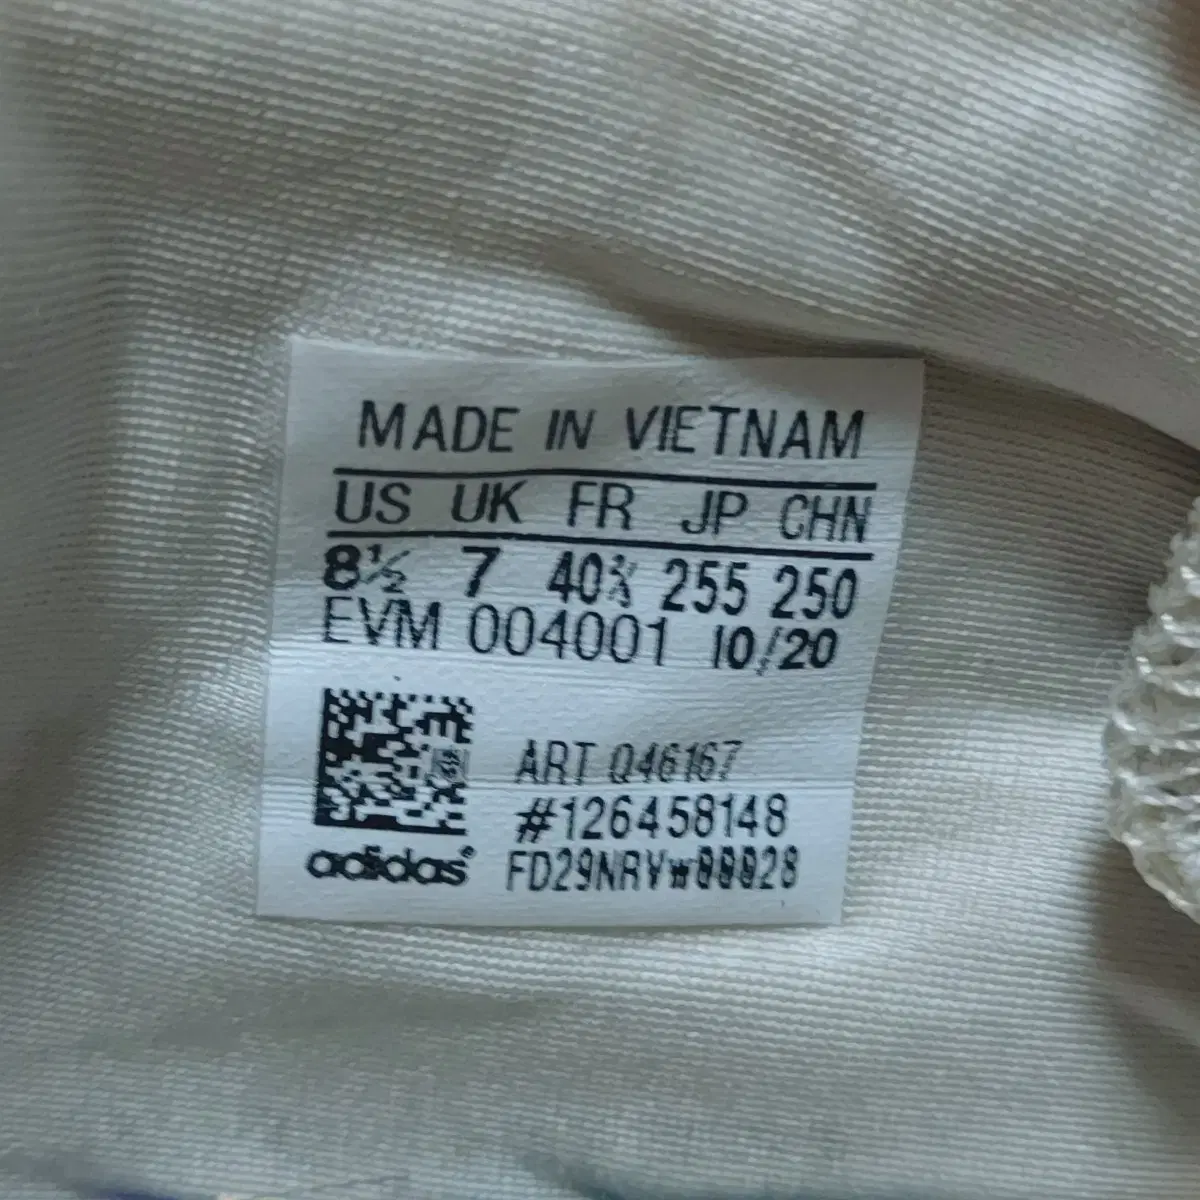 MADE IN VIETNAM
US UK FR JP CHN
8½ 7 40⅔ 255 250
EVM 004001 10/20
ART Q46167
#126458148
adidas®